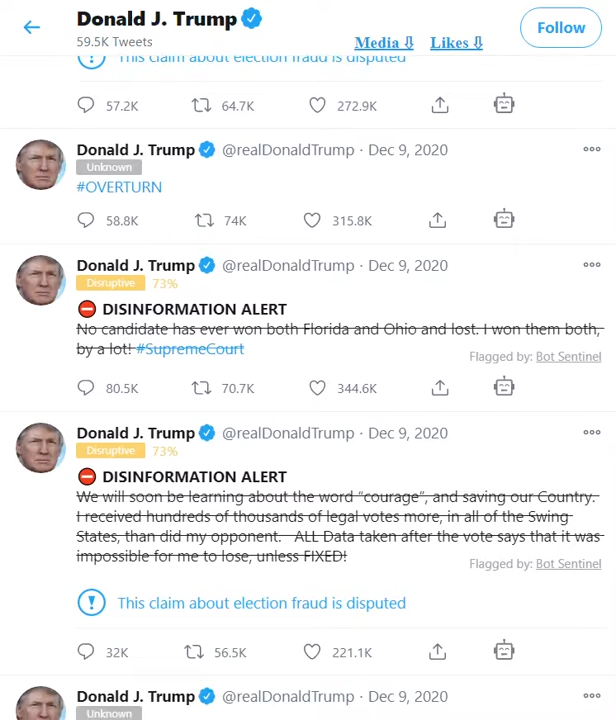 Donald J. Trump
59.5K Tweets
Media ⇩ Likes ⇩
Follow
This claim about election fraud is disputed
57.2K 64.7K 272.9K
Donald J. Trump @realDonaldTrump · Dec 9, 2020
Unknown
#OVERTURN
58.8K 74K 315.8K
Donald J. Trump @realDonaldTrump · Dec 9, 2020
Disruptive 73%
DISINFORMATION ALERT
No candidate has ever won both Florida and Ohio and lost. I won them both,
by a lot! #SupremeCourt
Flagged by: Bot Sentinel
80.5K 70.7K 344.6K
Donald J. Trump @realDonaldTrump · Dec 9, 2020
Disruptive 73%
DISINFORMATION ALERT
We will soon be learning about the word “courage”, and saving our Country.
I received hundreds of thousands of legal votes more, in all of the Swing
States, than did my opponent. ALL Data taken after the vote says that it was
impossible for me to lose, unless FIXED!
Flagged by: Bot Sentinel
This claim about election fraud is disputed
32K 56.5K 221.1K
Donald J. Trump @realDonaldTrump · Dec 9, 2020
Unknown